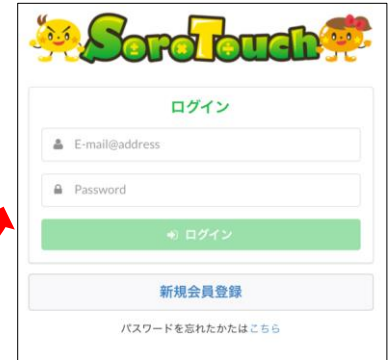 SoroTouch
ログイン
E-mail@address
Password
ログイン
新規会員登録
パスワードを忘れたかたはこちら